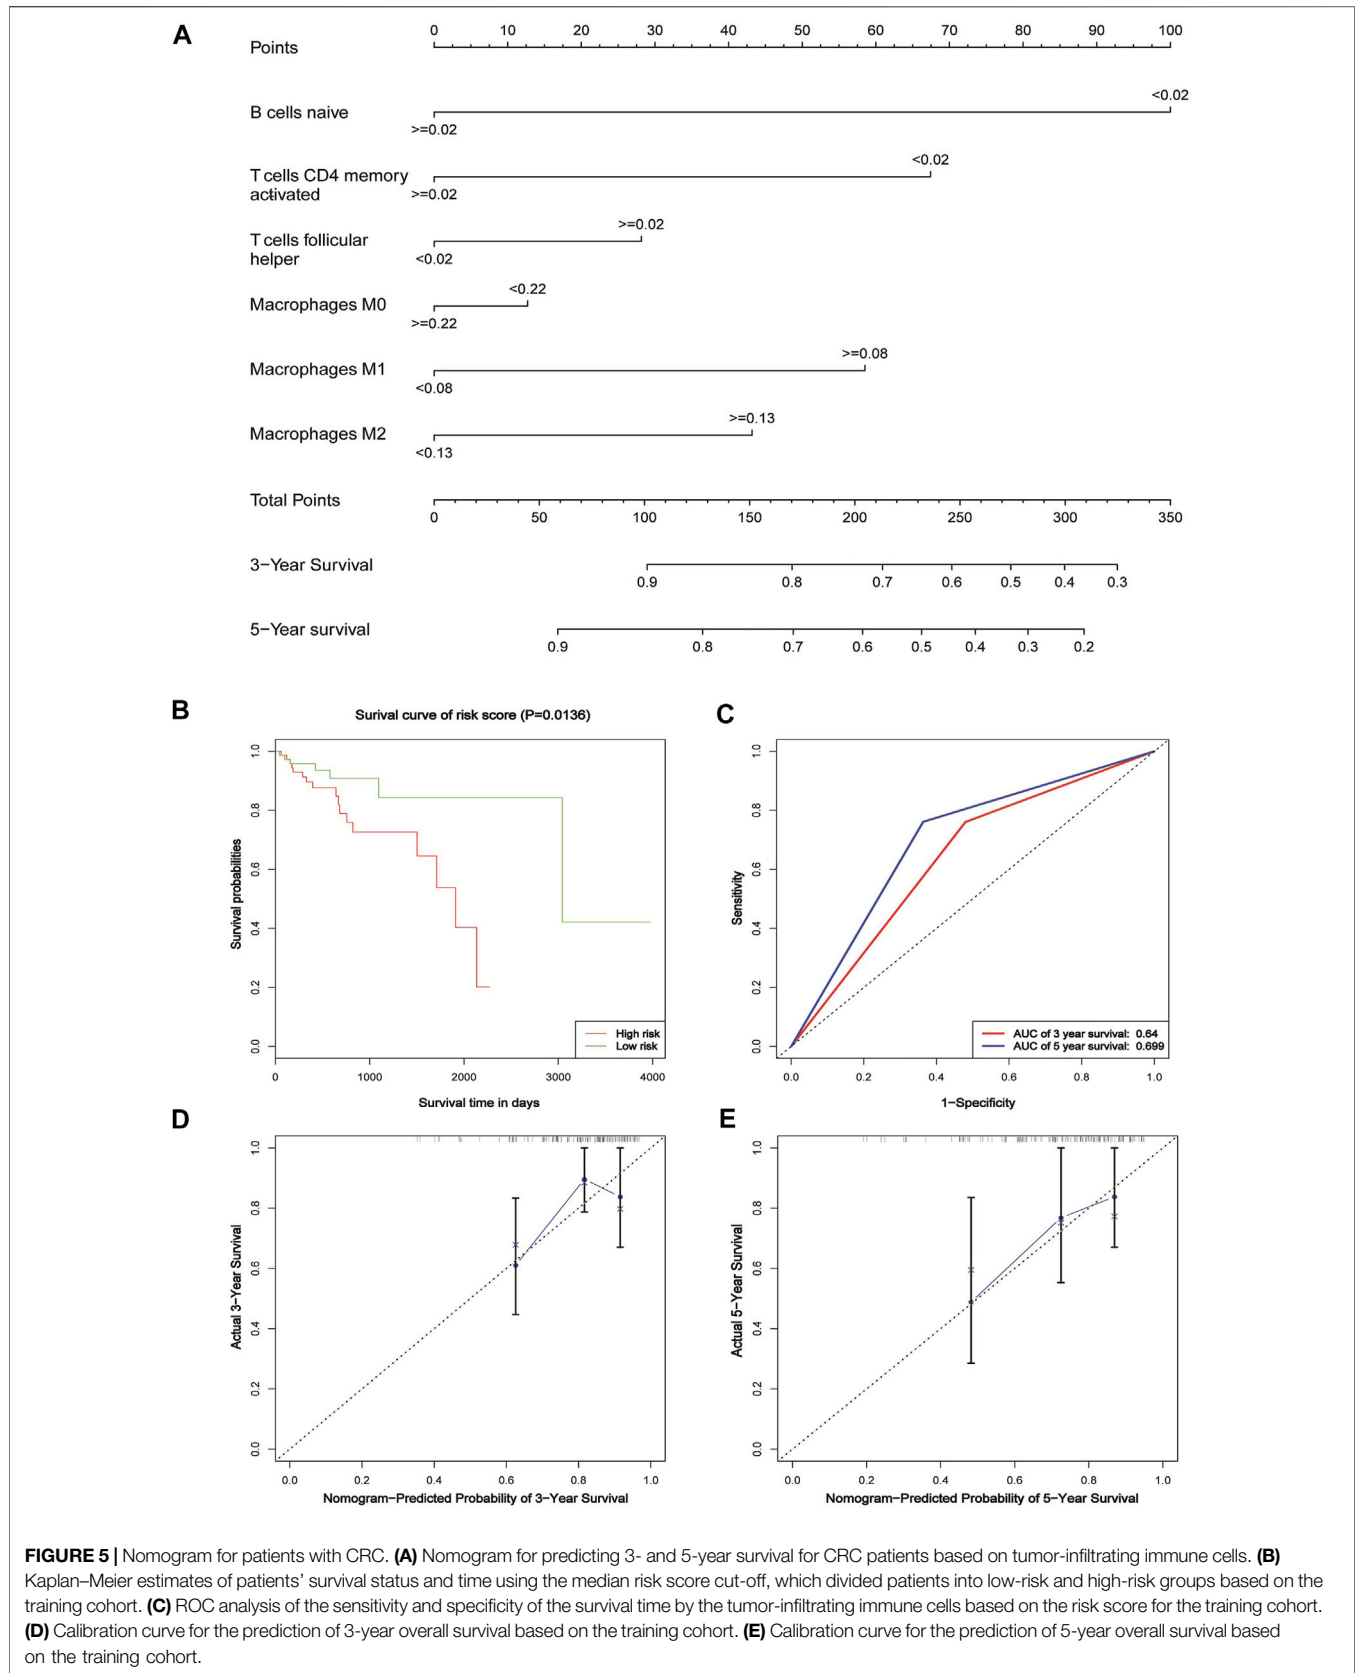 A
Points
0 10 20 30 40 50 60 70 80 90 100
B cells naive
<0.02
>=0.02
T cells CD4 memory
activated
<0.02
>=0.02
T cells follicular
helper
>=0.02
<0.02
Macrophages M0
<0.22
>=0.22
Macrophages M1
>=0.08
<0.08
Macrophages M2
>=0.13
<0.13
Total Points
0 50 100 150 200 250 300 350
3−Year Survival
0.9 0.8 0.7 0.6 0.5 0.4 0.3
5−Year survival
0.9 0.8 0.7 0.6 0.5 0.4 0.3 0.2
B
Surival curve of risk score (P=0.0136)
Survival probabilities
1.0
0.8
0.6
0.4
0.2
0.0
High risk
Low risk
0 1000 2000 3000 4000
Survival time in days
C
Sensitivity
1.0
0.8
0.6
0.4
0.2
0.0
AUC of 3 year survival: 0.64
AUC of 5 year survival: 0.699
0.0 0.2 0.4 0.6 0.8 1.0
1−Specificity
D
Actual 3−Year Survival
1.0
0.8
0.6
0.4
0.2
0.0
0.0 0.2 0.4 0.6 0.8 1.0
Nomogram−Predicted Probability of 3−Year Survival
E
Actual 5−Year Survival
1.0
0.8
0.6
0.4
0.2
0.0
0.0 0.2 0.4 0.6 0.8 1.0
Nomogram−Predicted Probability of 5−Year Survival
FIGURE 5 | Nomogram for patients with CRC. (A) Nomogram for predicting 3- and 5-year survival for CRC patients based on tumor-infiltrating immune cells. (B)
Kaplan–Meier estimates of patients' survival status and time using the median risk score cut-off, which divided patients into low-risk and high-risk groups based on the
training cohort. (C) ROC analysis of the sensitivity and specificity of the survival time by the tumor-infiltrating immune cells based on the risk score for the training cohort.
(D) Calibration curve for the prediction of 3-year overall survival based on the training cohort. (E) Calibration curve for the prediction of 5-year overall survival based
on the training cohort.